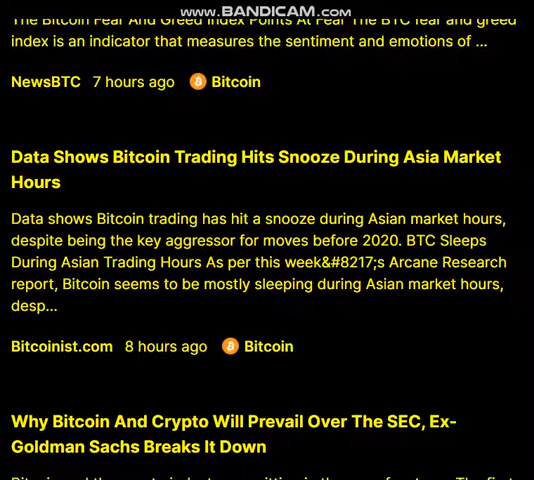 www.BANDICAM.com
The Bitcoin Fear And Greed Index Points At Fear The BTC fear and greed
index is an indicator that measures the sentiment and emotions of ...
NewsBTC 7 hours ago Bitcoin
Data Shows Bitcoin Trading Hits Snooze During Asia Market
Hours
Data shows Bitcoin trading has hit a snooze during Asian market hours,
despite being the key aggressor for moves before 2020. BTC Sleeps
During Asian Trading Hours As per this week&#8217;s Arcane Research
report, Bitcoin seems to be mostly sleeping during Asian market hours,
desp...
Bitcoinist.com 8 hours ago Bitcoin
Why Bitcoin And Crypto Will Prevail Over The SEC, Ex-
Goldman Sachs Breaks It Down